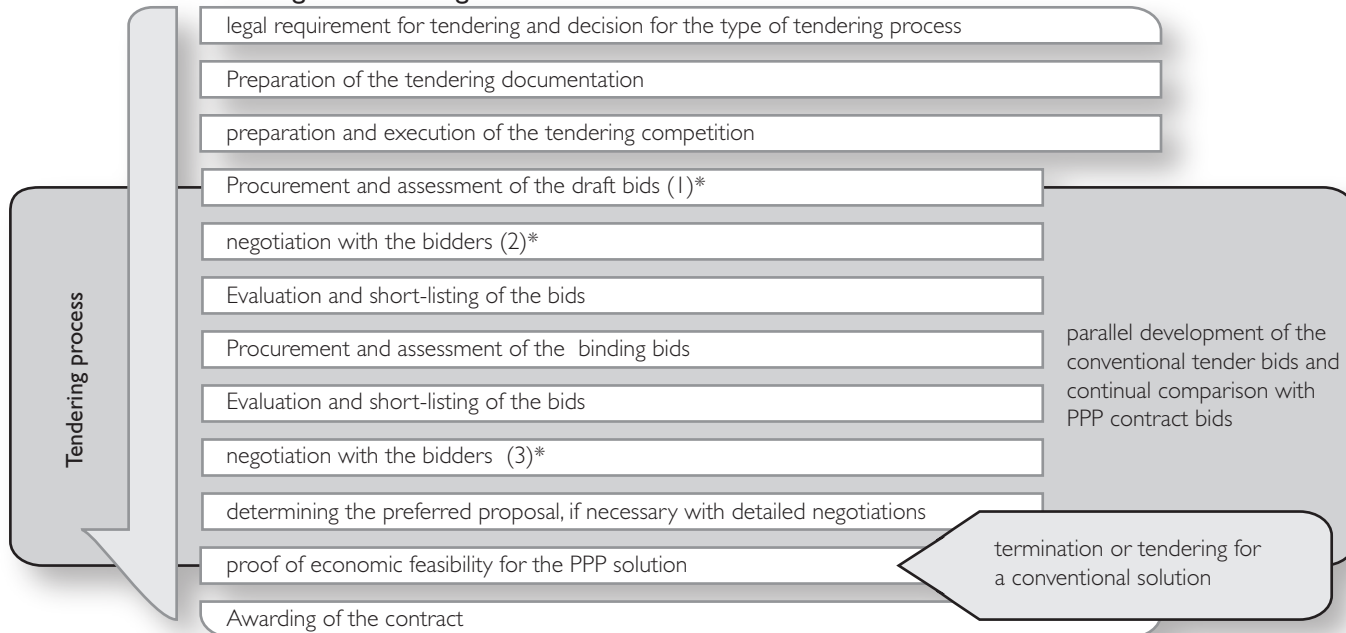 legal requirement for tendering and decision for the type of tendering process
Preparation of the tendering documentation
preparation and execution of the tendering competition
Procurement and assessment of the draft bids (1)*
negotiation with the bidders (2)*
Evaluation and short-listing of the bids
Procurement and assessment of the binding bids
Evaluation and short-listing of the bids
negotiation with the bidders (3)*
determining the preferred proposal, if necessary with detailed negotiations
proof of economic feasibility for the PPP solution
Awarding of the contract
Tendering process
parallel development of the
conventional tender bids and
continual comparison with
PPP contract bids
termination or tendering for
a conventional solution